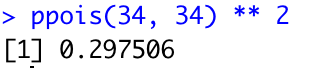 > ppois(34, 34) ** 2
[1] 0.297506